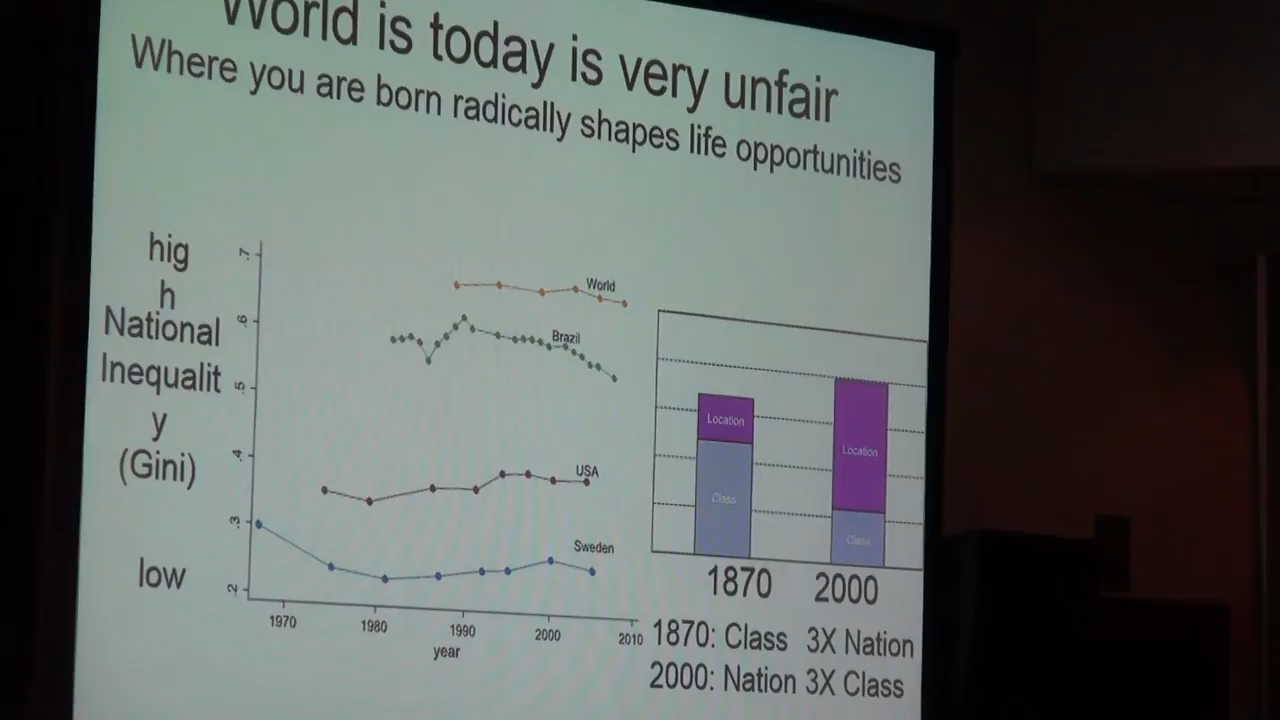 World is today is very unfair
Where you are born radically shapes life opportunities
hig
h
National
Inequalit
y
(Gini)
low
.7
.6
.5
.4
.3
.2
World
Brazil
USA
Sweden
1970
1980
1990
2000
2010
year
Location
Class
Location
Class
1870
2000
1870: Class 3X Nation
2000: Nation 3X Class